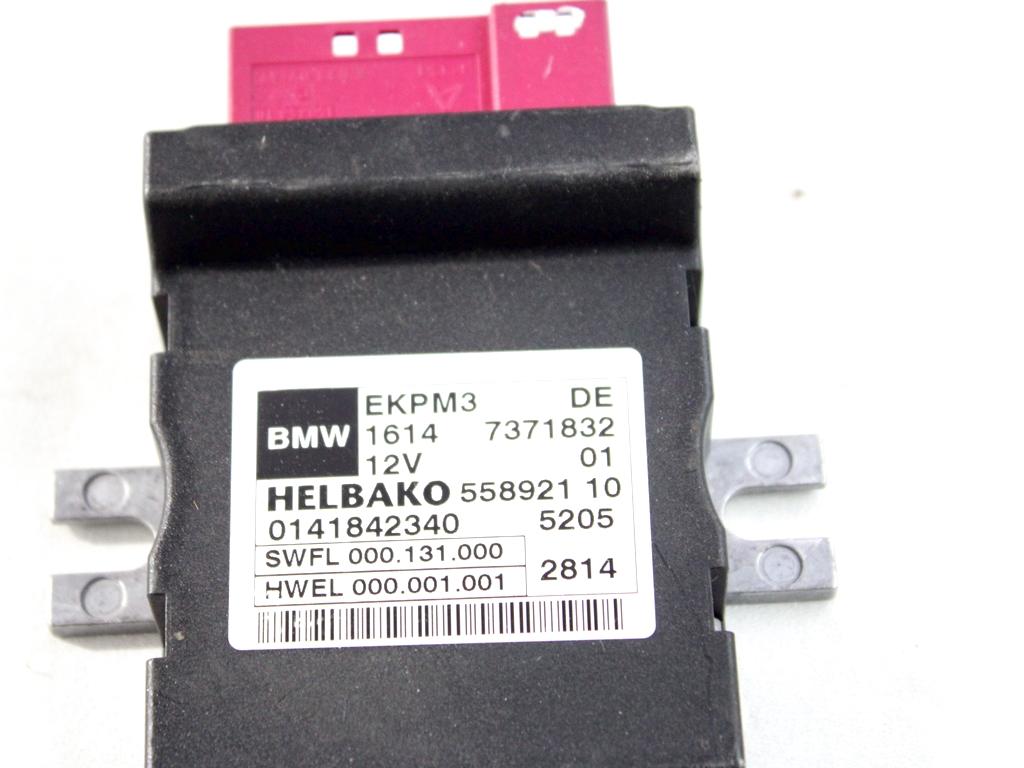 BMW
EKPM3 DE
1614 7371832
12V 01
HELBAKO 558921 10
0141842340 5205
SWFL 000.131.000
HWEL 000.001.001 2814